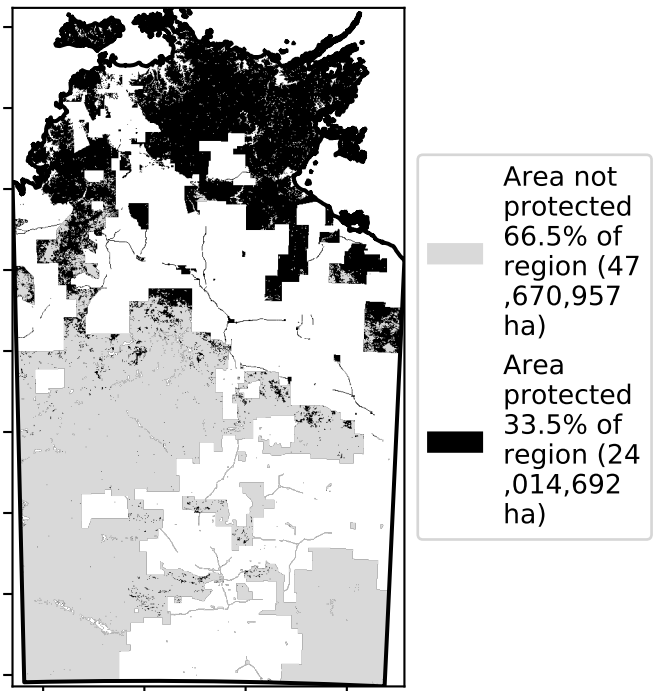 Area not
protected
66.5% of
region (47
,670,957
ha)
Area
protected
33.5% of
region (24
,014,692
ha)